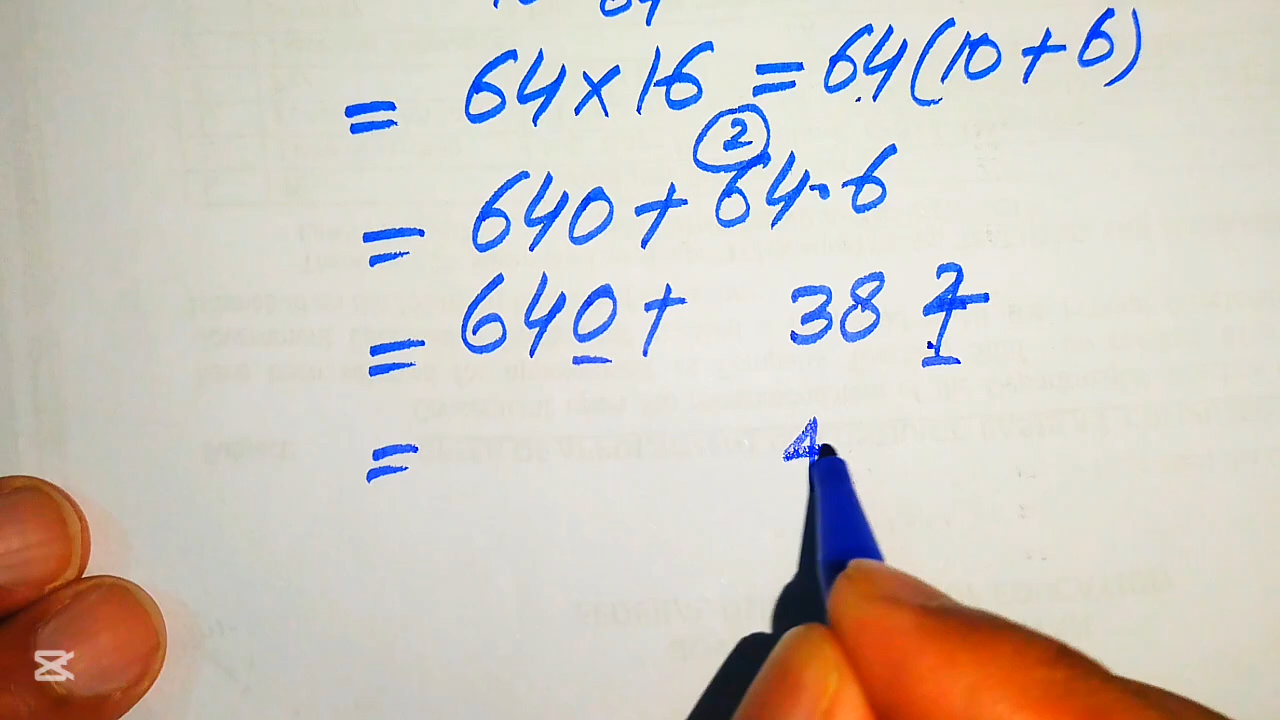 = 64×16 = 64(10+6)
②
= 640+64·6
= 640+ 38
= 4